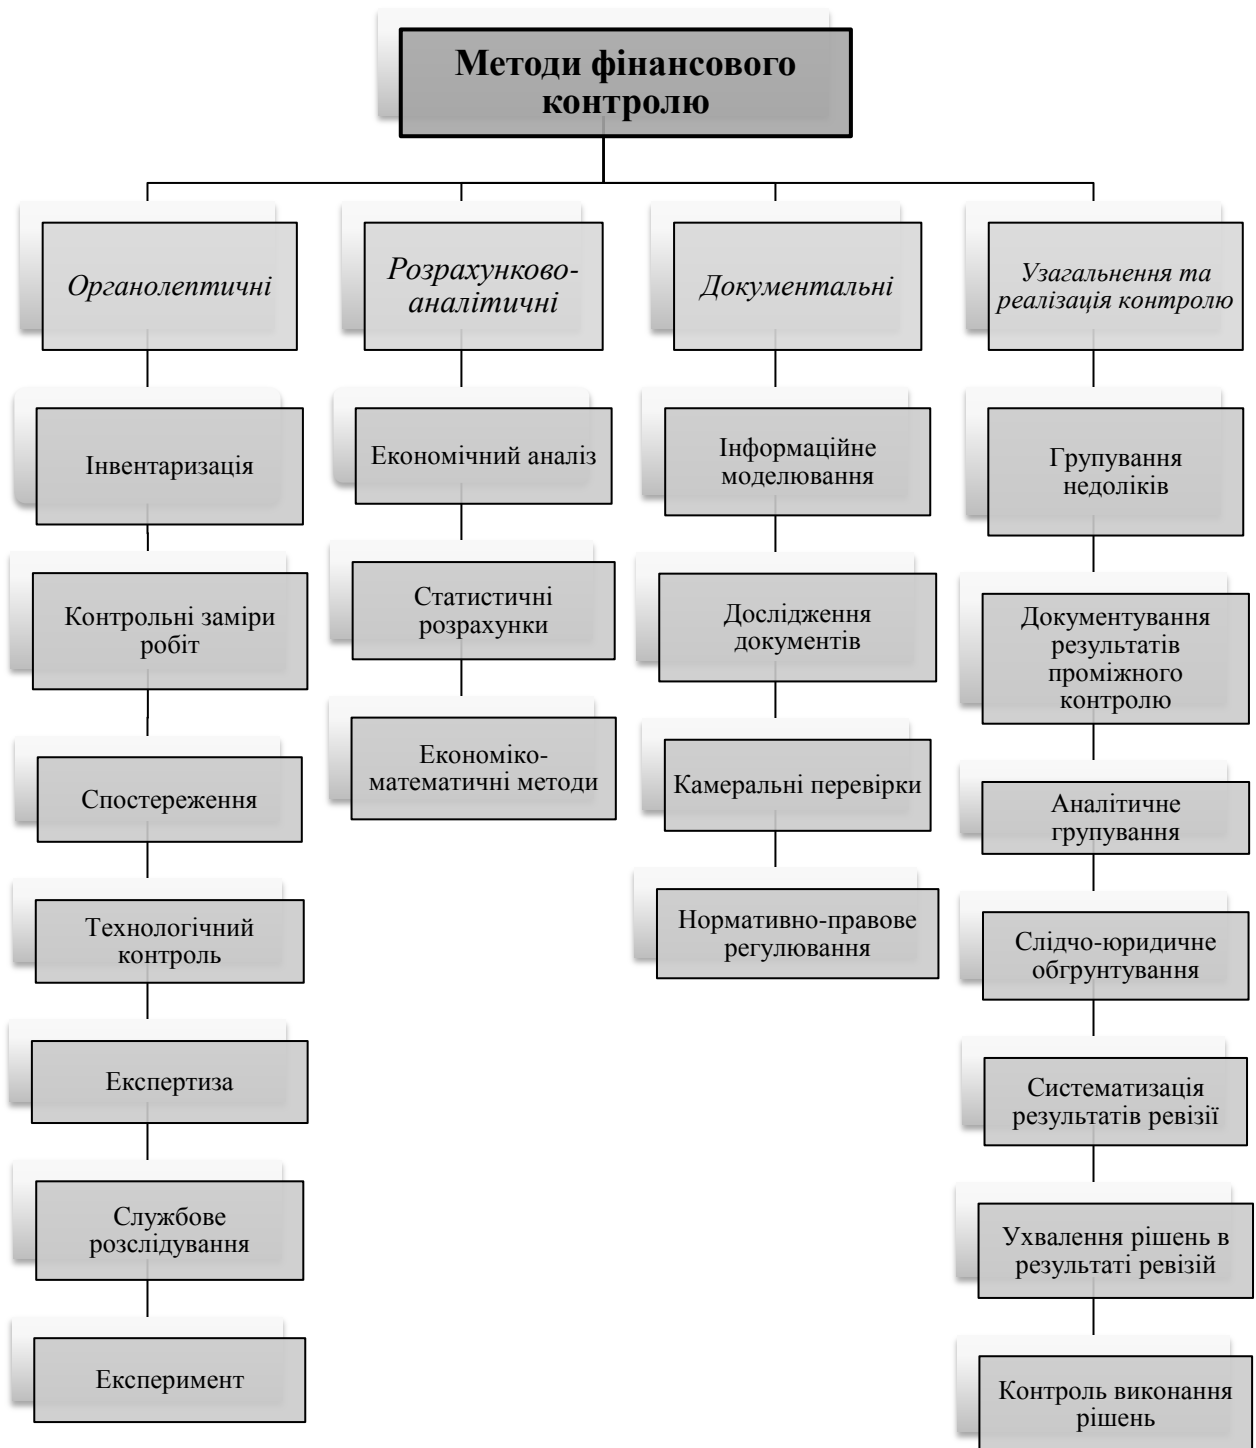 Методи фінансового
контролю
Органолептичні
Інвентаризація
Контрольні заміри
робіт
Спостереження
Технологічний
контроль
Експертиза
Службове
розслідування
Експеримент
Розрахунково-
аналітичні
Економічний аналіз
Статистичні
розрахунки
Економіко-
математичні методи
Документальні
Інформаційне
моделювання
Дослідження
документів
Камеральні перевірки
Нормативно-правове
регулювання
Узагальнення та
реалізація контролю
Групування
недоліків
Документування
результатів
проміжного
контролю
Аналітичне
групування
Слідчо-юридичне
обгрунтування
Систематизація
результатів ревізії
Ухвалення рішень в
результаті ревізій
Контроль виконання
рішень